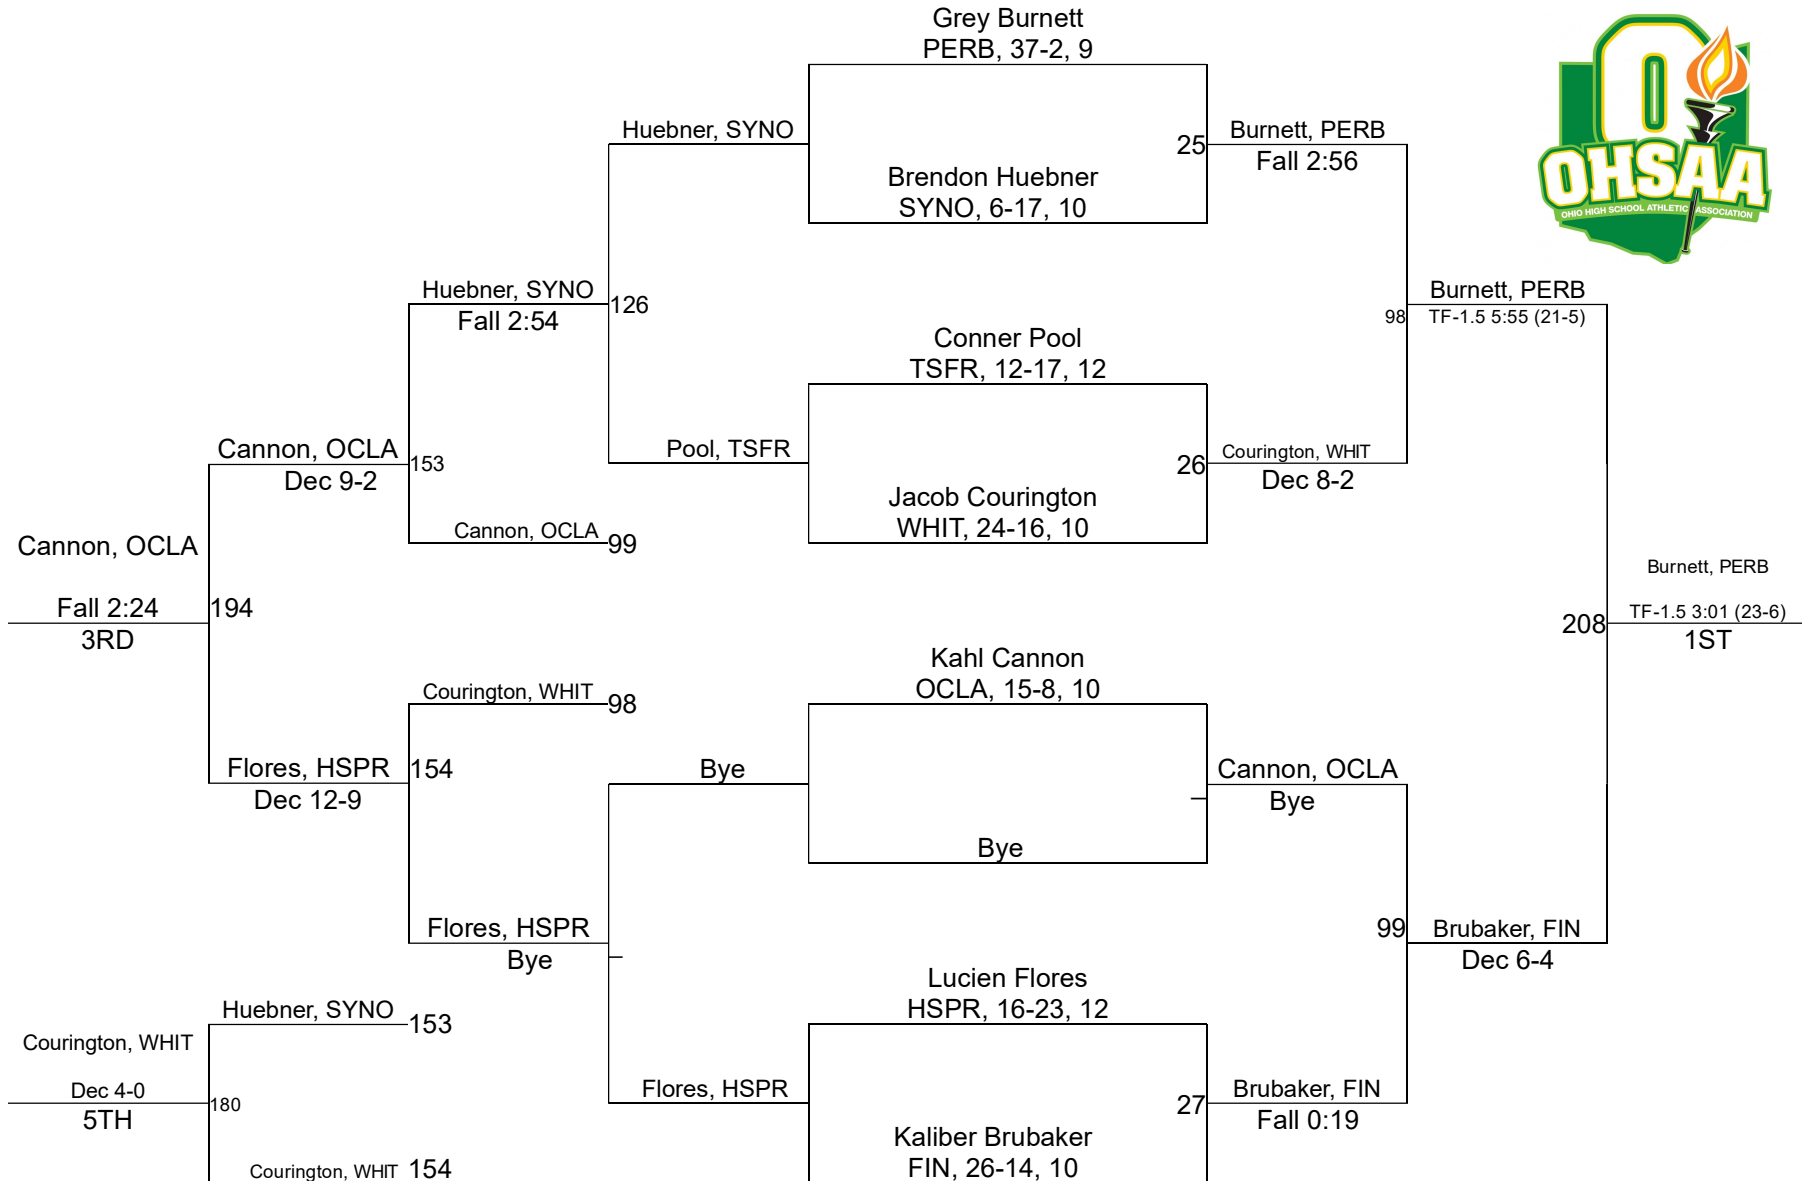 Grey Burnett
PERB, 37-2, 9
Huebner, SYNO
25
Burnett, PERB
Fall 2:56
Brendon Huebner
SYNO, 6-17, 10
OHSAA
OHIO HIGH SCHOOL ATHLETIC ASSOCIATION
Huebner, SYNO
Fall 2:54
126
Burnett, PERB
98
TF-1.5 5:55 (21-5)
Conner Pool
TSFR, 12-17, 12
Cannon, OCLA
Dec 9-2
153
Pool, TSFR
26
Courington, WHIT
Dec 8-2
Jacob Courington
WHIT, 24-16, 10
Cannon, OCLA
99
Cannon, OCLA
Fall 2:24
3RD
194
Burnett, PERB
208
TF-1.5 3:01 (23-6)
1ST
Kahl Cannon
OCLA, 15-8, 10
Courington, WHIT
98
Flores, HSPR
Dec 12-9
154
Bye
Cannon, OCLA
Bye
Bye
Flores, HSPR
Bye
99
Brubaker, FIN
Dec 6-4
Lucien Flores
HSPR, 16-23, 12
Huebner, SYNO
153
Courington, WHIT
Dec 4-0
5TH
180
Flores, HSPR
27
Brubaker, FIN
Fall 0:19
Kaliber Brubaker
FIN, 26-14, 10
Courington, WHIT
154